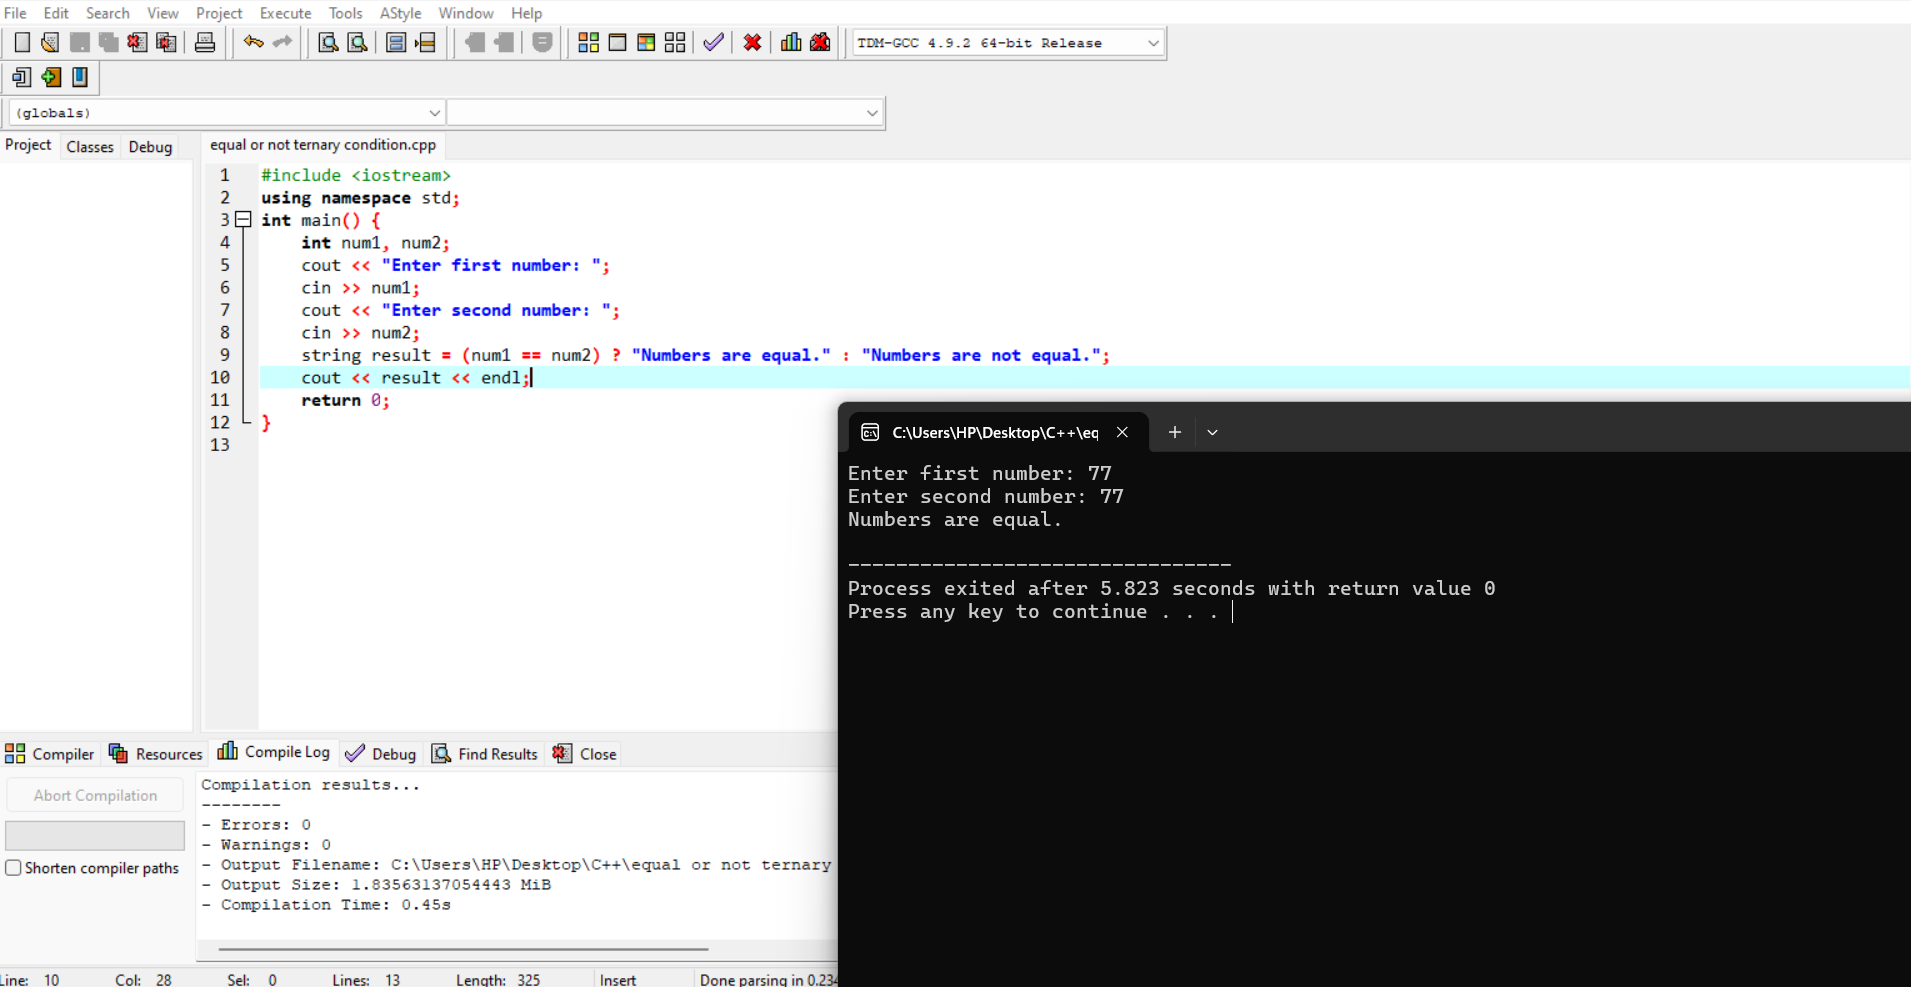 File Edit Search View Project Execute Tools AStyle Window Help
TDM-GCC 4.9.2 64-bit Release
(globals)
Project Classes Debug
equal or not ternary condition.cpp
1 #include <iostream>
2 using namespace std;
3 int main() {
4 int num1, num2;
5 cout << "Enter first number: ";
6 cin >> num1;
7 cout << "Enter second number: ";
8 cin >> num2;
9 string result = (num1 == num2) ? "Numbers are equal." : "Numbers are not equal.";
10 cout << result << endl;
11 return 0;
12 }
13
C:\Users\HP\Desktop\C++\eq
Enter first number: 77
Enter second number: 77
Numbers are equal.
--------------------------------
Process exited after 5.823 seconds with return value 0
Press any key to continue . . .
Compiler Resources Compile Log Debug Find Results Close
Abort Compilation
Shorten compiler paths
Compilation results...
--------
- Errors: 0
- Warnings: 0
- Output Filename: C:\Users\HP\Desktop\C++\equal or not ternary
- Output Size: 1.83563137054443 MiB
- Compilation Time: 0.45s
Line: 10 Col: 28 Sel: 0 Lines: 13 Length: 325 Insert Done parsing in 0.234